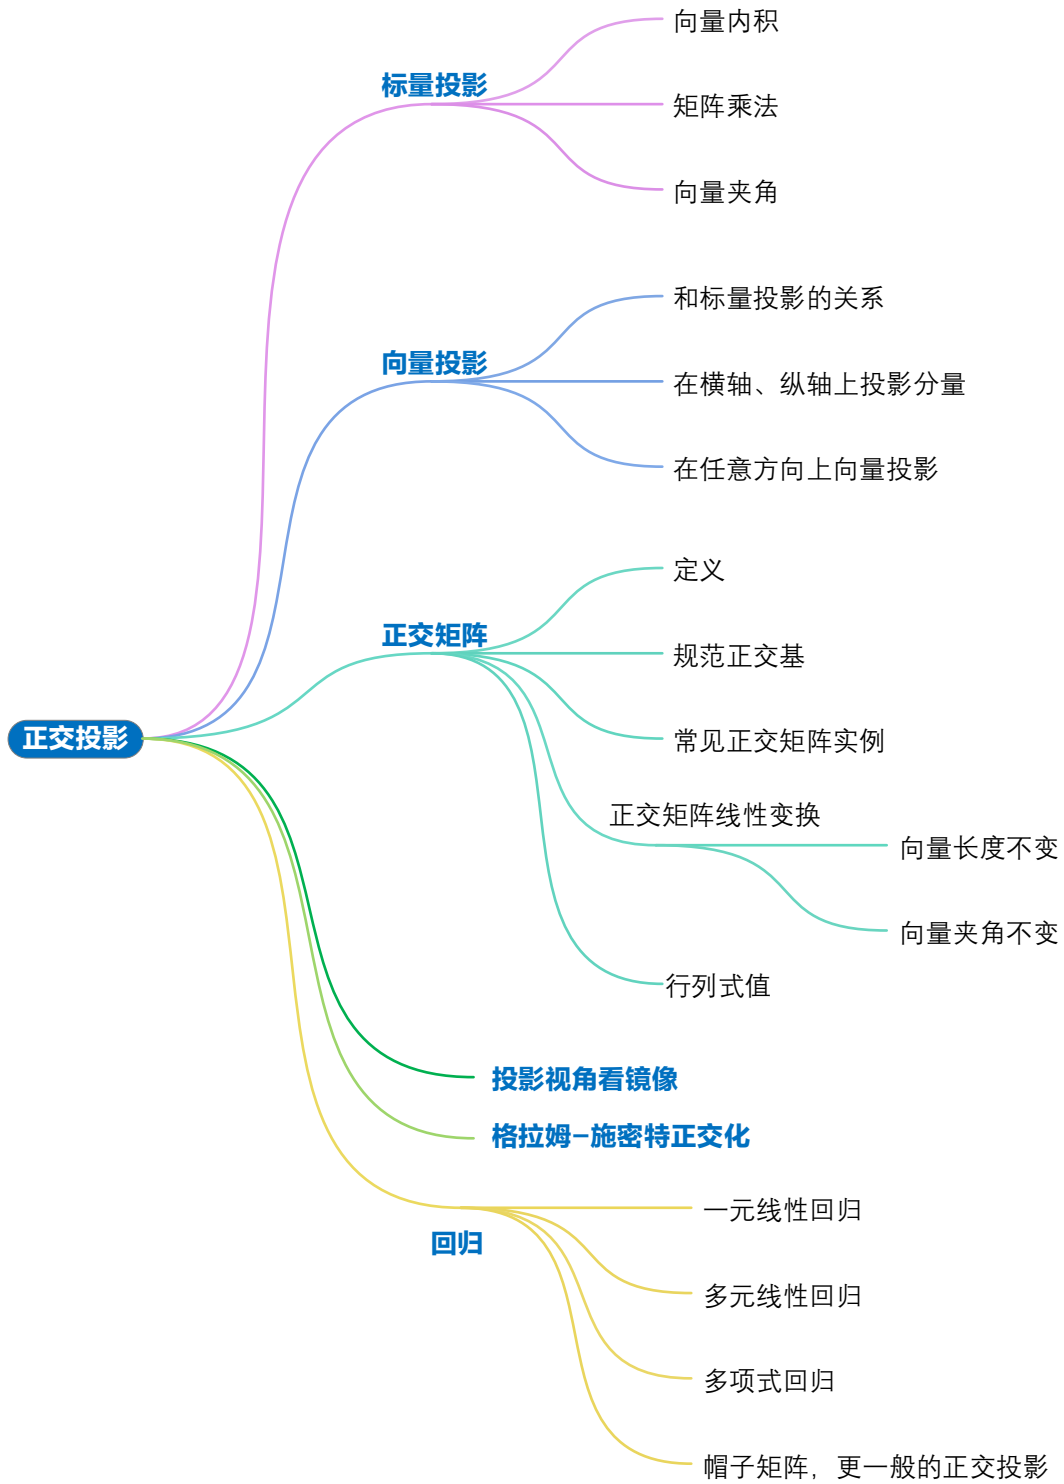 正交投影
标量投影
向量内积
矩阵乘法
向量夹角
向量投影
和标量投影的关系
在横轴、纵轴上投影分量
在任意方向上向量投影
正交矩阵
定义
规范正交基
常见正交矩阵实例
正交矩阵线性变换
向量长度不变
向量夹角不变
行列式值
投影视角看镜像
格拉姆-施密特正交化
回归
一元线性回归
多元线性回归
多项式回归
帽子矩阵，更一般的正交投影